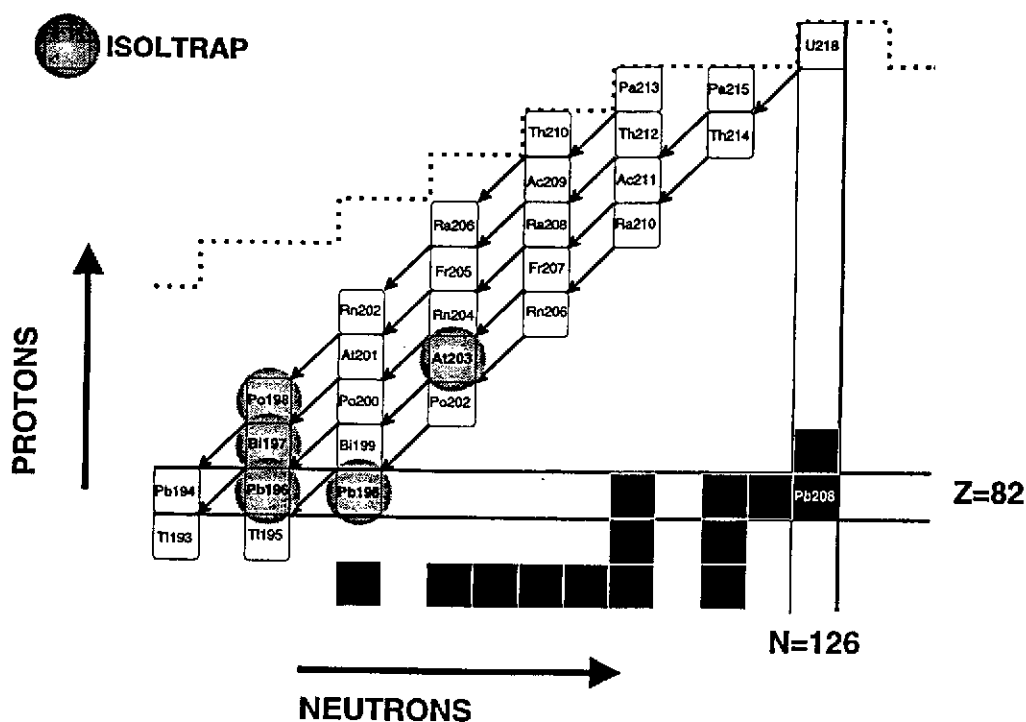 ISOLTRAP
U218
Pa213
Pa215
Th210
Th212
Th214
Ac209
Ac211
Ra206
Ra208
Ra210
Fr205
Fr207
Rn202
Rn204
Rn206
At201
At203
Po198
Po200
Po202
Bi197
Bi199
Pb194
Pb196
Pb198
Pb208
Z=82
Tl193
Tl195
PROTONS
N=126
NEUTRONS